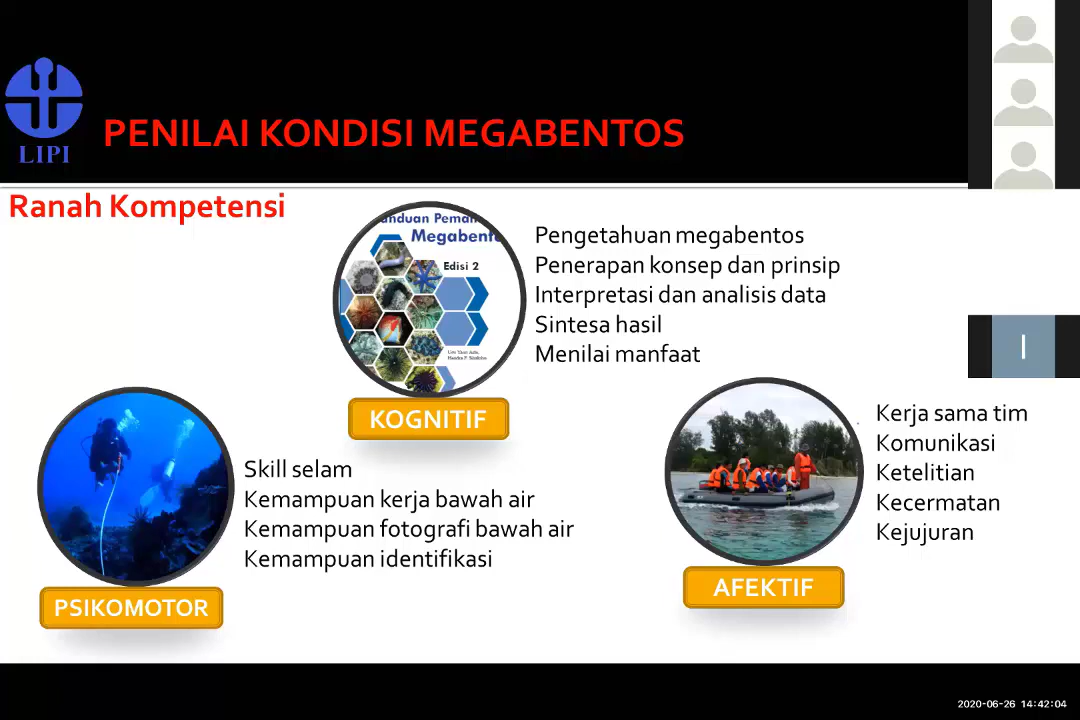 LIPI
PENILAI KONDISI MEGABENTOS
Ranah Kompetensi
Megabent
Edisi 2
KOGNITIF
Pengetahuan megabentos
Penerapan konsep dan prinsip
Interpretasi dan analisis data
Sintesa hasil
Menilai manfaat
PSIKOMOTOR
Skill selam
Kemampuan kerja bawah air
Kemampuan fotografi bawah air
Kemampuan identifikasi
AFEKTIF
Kerja sama tim
Komunikasi
Ketelitian
Kecermatan
Kejujuran
I
2020-06-26 14:42:04